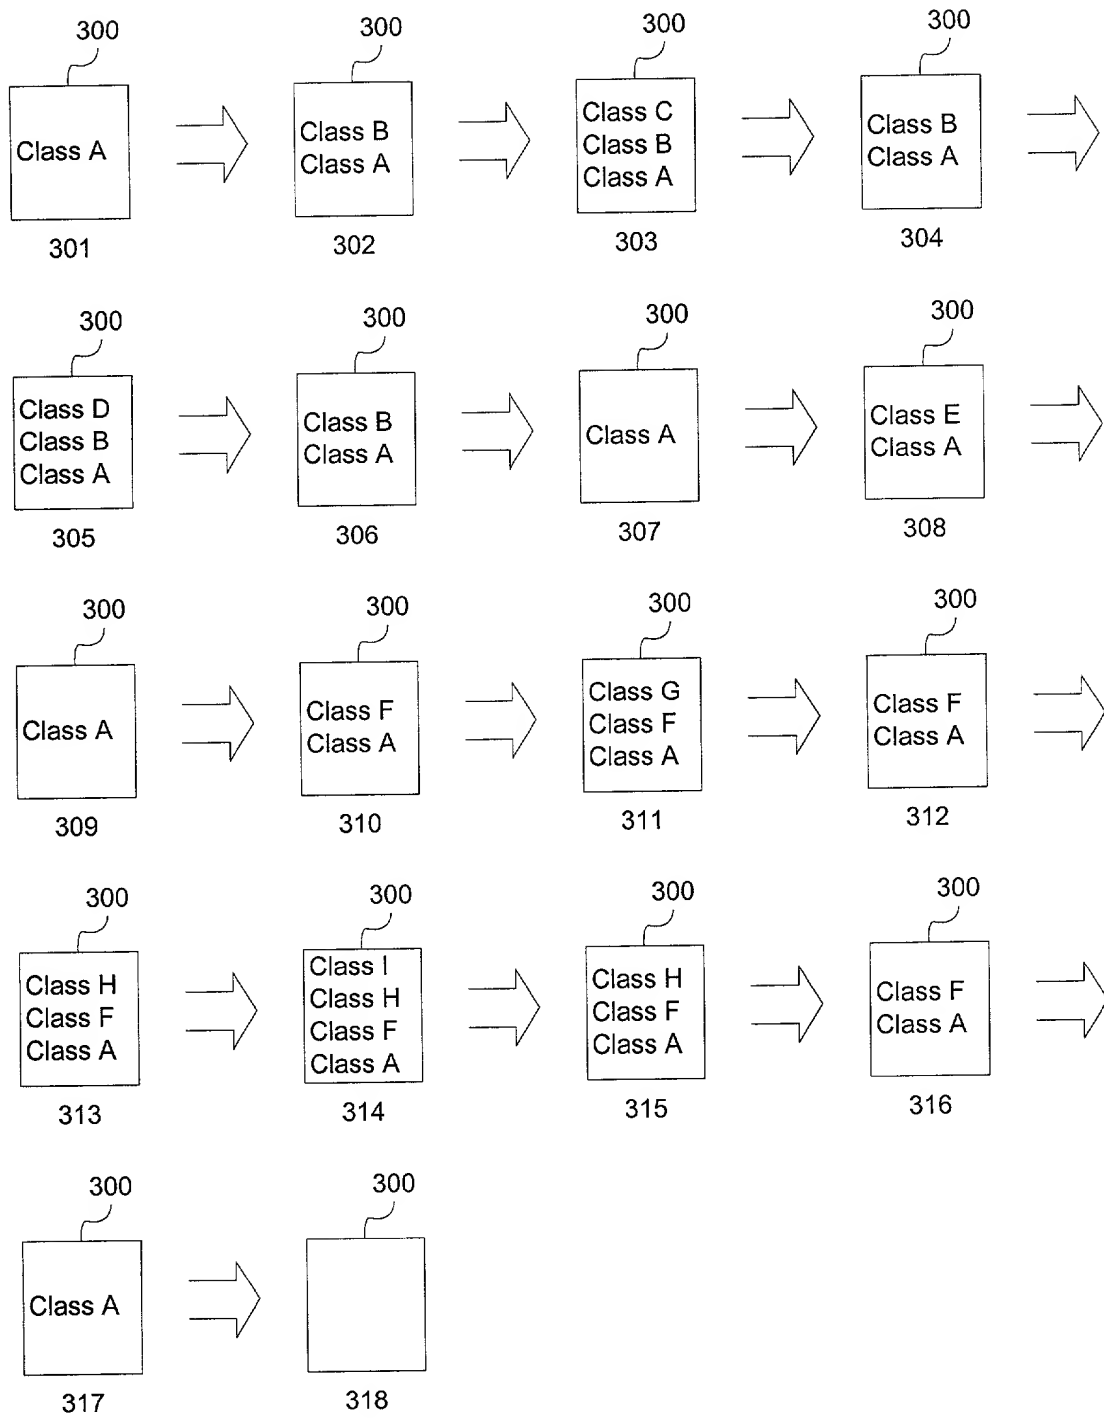 300
300
300
300
Class A
Class B
Class A
Class C
Class B
Class A
Class B
Class A
301
302
303
304
300
300
300
300
Class D
Class B
Class A
Class B
Class A
Class A
Class E
Class A
305
306
307
308
300
300
300
300
Class A
Class F
Class A
Class G
Class F
Class A
Class F
Class A
309
310
311
312
300
300
300
300
Class H
Class F
Class A
Class I
Class H
Class F
Class A
Class H
Class F
Class A
Class F
Class A
313
314
315
316
300
300
Class A
317
318